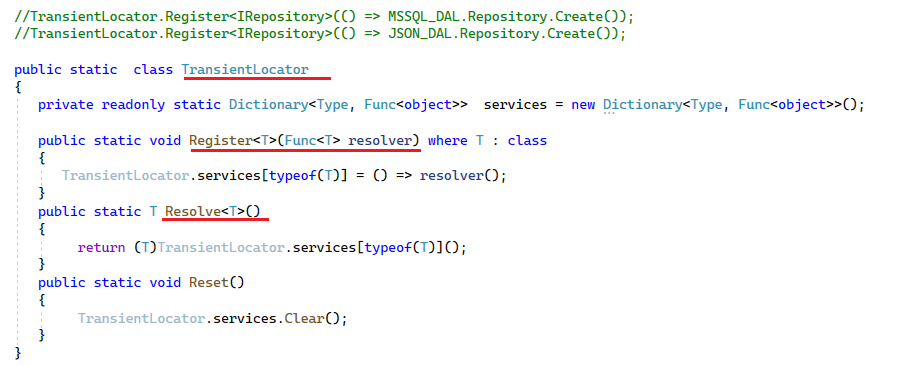 //TransientLocator.Register<IRepository>(() => MSSQL_DAL.Repository.Create());
//TransientLocator.Register<IRepository>(() => JSON_DAL.Repository.Create());
public static  class TransientLocator
{
private readonly static Dictionary<Type, Func<object>>  services = new Dictionary<Type, Func<object>>();
public static void Register<T>(Func<T> resolver) where T : class
{
TransientLocator.services[typeof(T)] = () => resolver();
}
public static T Resolve<T>()
{
return (T)TransientLocator.services[typeof(T)]();
}
public static void Reset()
{
TransientLocator.services.Clear();
}
}